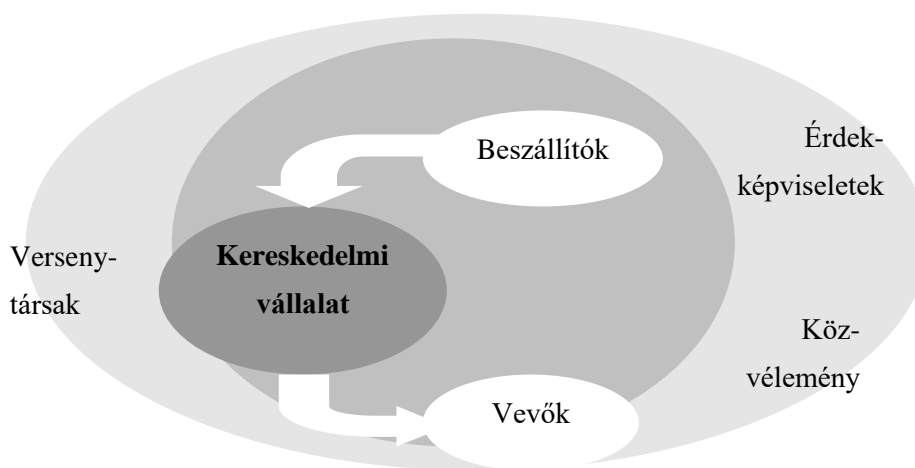 Beszállítók
Érdek-
képviseletek
Verseny-
társak
Kereskedelmi
vállalat
Köz-
vélemény
Vevők